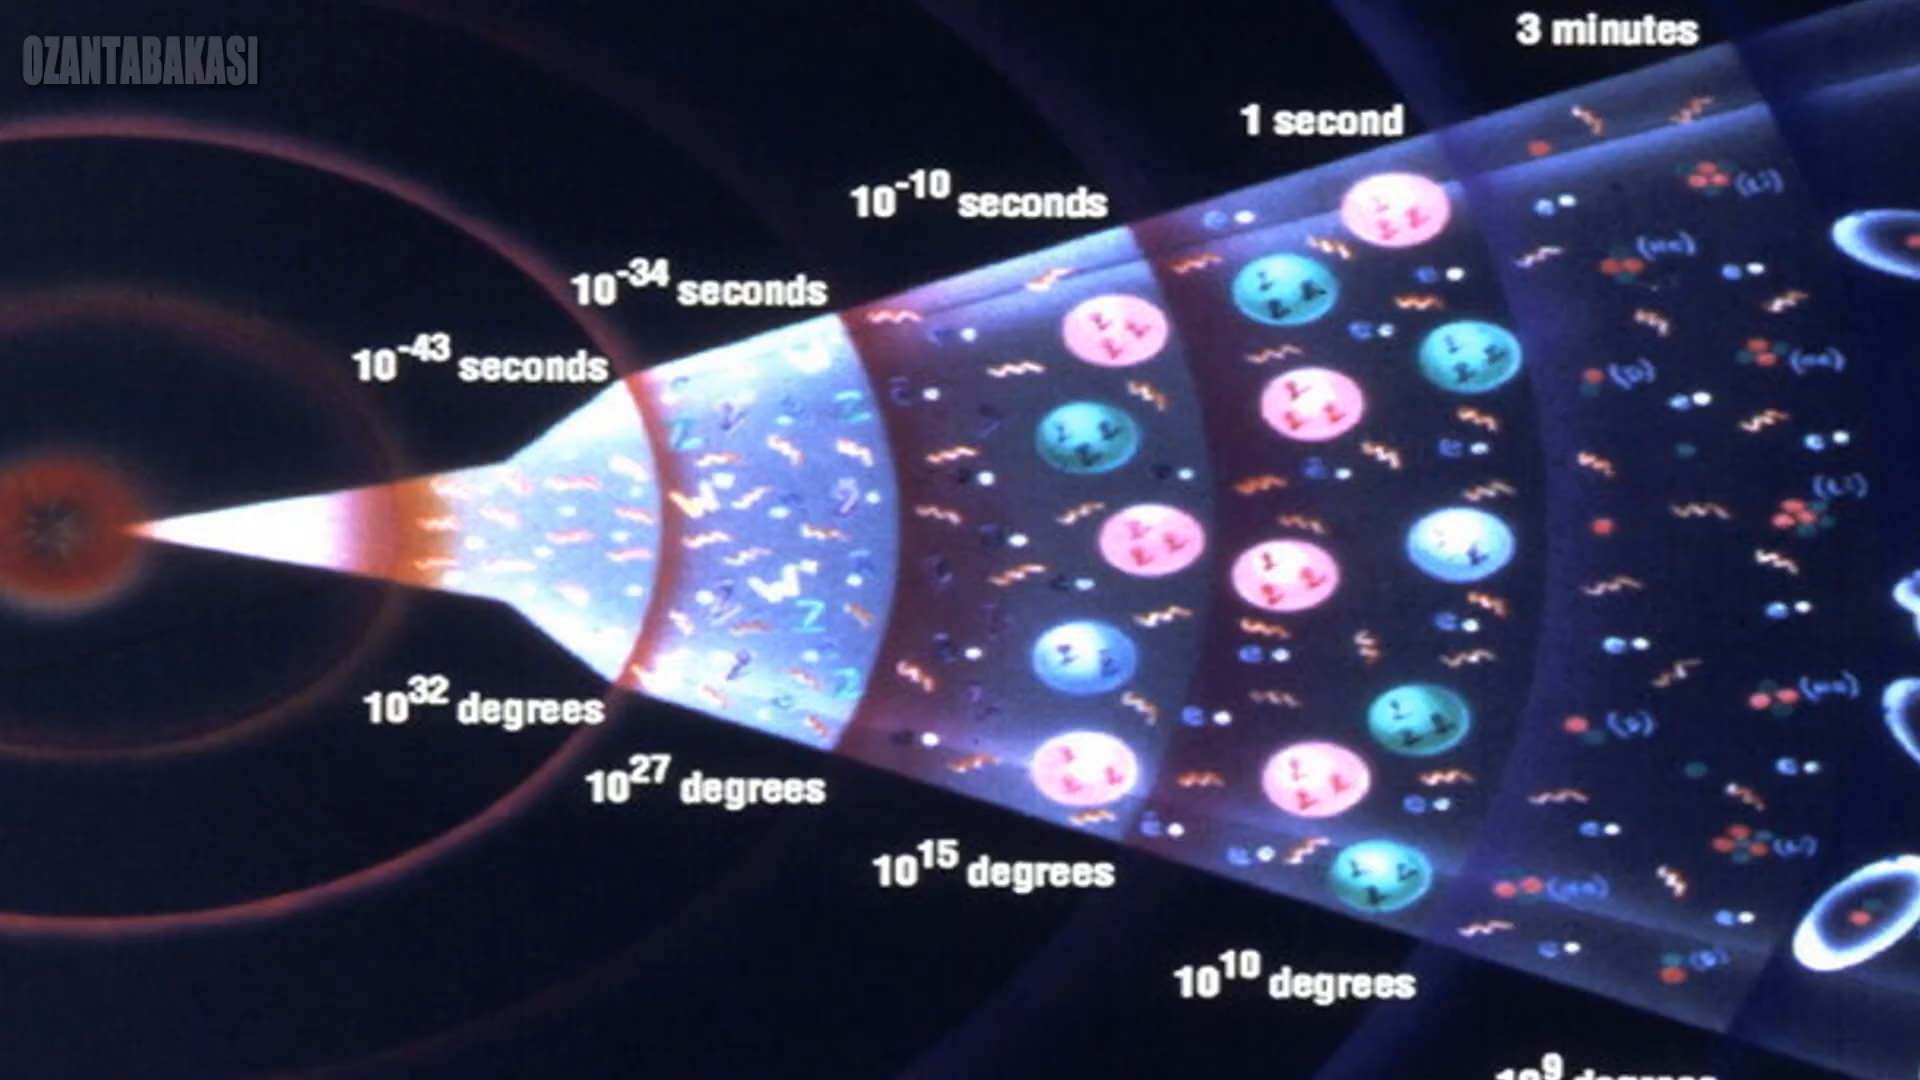 OZANTABAKASI
3 minutes
1 second
10-10 seconds
10-34 seconds
10-43 seconds
1032 degrees
1027 degrees
1015 degrees
1010 degrees
109 degrees